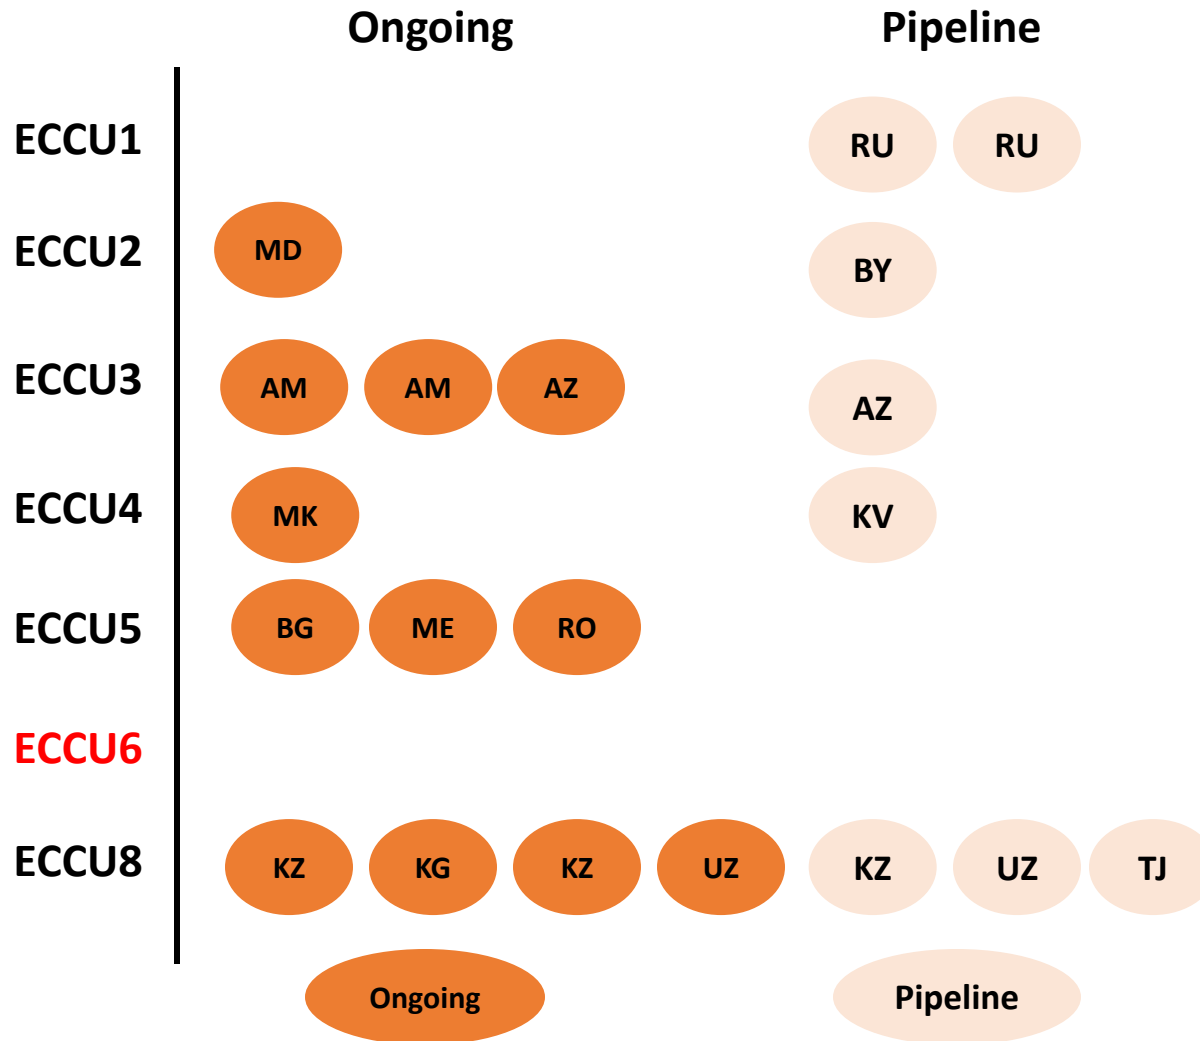 Ongoing Pipeline
ECCU1 RU RU
ECCU2 MD BY
ECCU3 AM AM AZ AZ
ECCU4 MK KV
ECCU5 BG ME RO
ECCU6
ECCU8 KZ KG KZ UZ KZ UZ TJ
Ongoing Pipeline